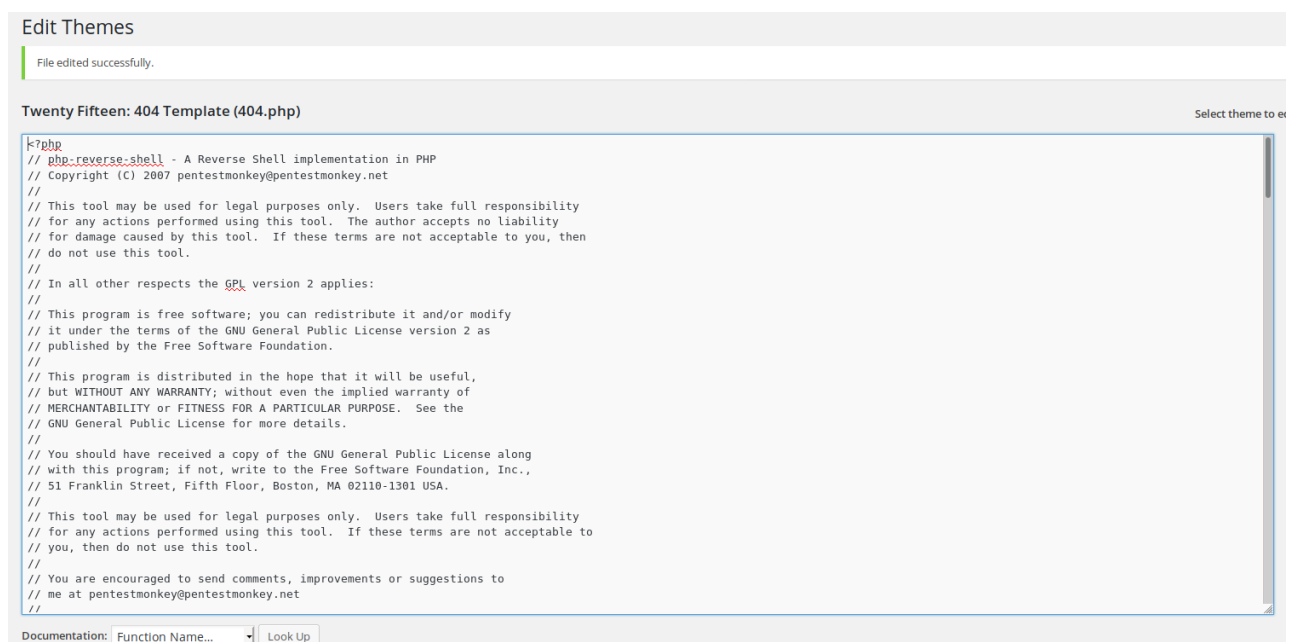 Edit Themes
File edited successfully.
Twenty Fifteen: 404 Template (404.php)
Select theme to
<?php
// php-reverse-shell - A Reverse Shell implementation in PHP
// Copyright (C) 2007 pentestmonkey@pentestmonkey.net
//
// This tool may be used for legal purposes only.  Users take full responsibility
// for any actions performed using this tool.  The author accepts no liability
// for damage caused by this tool.  If these terms are not acceptable to you, then
// do not use this tool.
//
// In all other respects the GPL version 2 applies:
//
// This program is free software; you can redistribute it and/or modify
// it under the terms of the GNU General Public License version 2 as
// published by the Free Software Foundation.
//
// This program is distributed in the hope that it will be useful,
// but WITHOUT ANY WARRANTY; without even the implied warranty of
// MERCHANTABILITY or FITNESS FOR A PARTICULAR PURPOSE.  See the
// GNU General Public License for more details.
//
// You should have received a copy of the GNU General Public License along
// with this program; if not, write to the Free Software Foundation, Inc.,
// 51 Franklin Street, Fifth Floor, Boston, MA 02110-1301 USA.
//
// This tool may be used for legal purposes only.  Users take full responsibility
// for any actions performed using this tool.  If these terms are not acceptable to
// you, then do not use this tool.
//
// You are encouraged to send comments, improvements or suggestions to
// me at pentestmonkey@pentestmonkey.net
//
Documentation: Function Name... Look Up